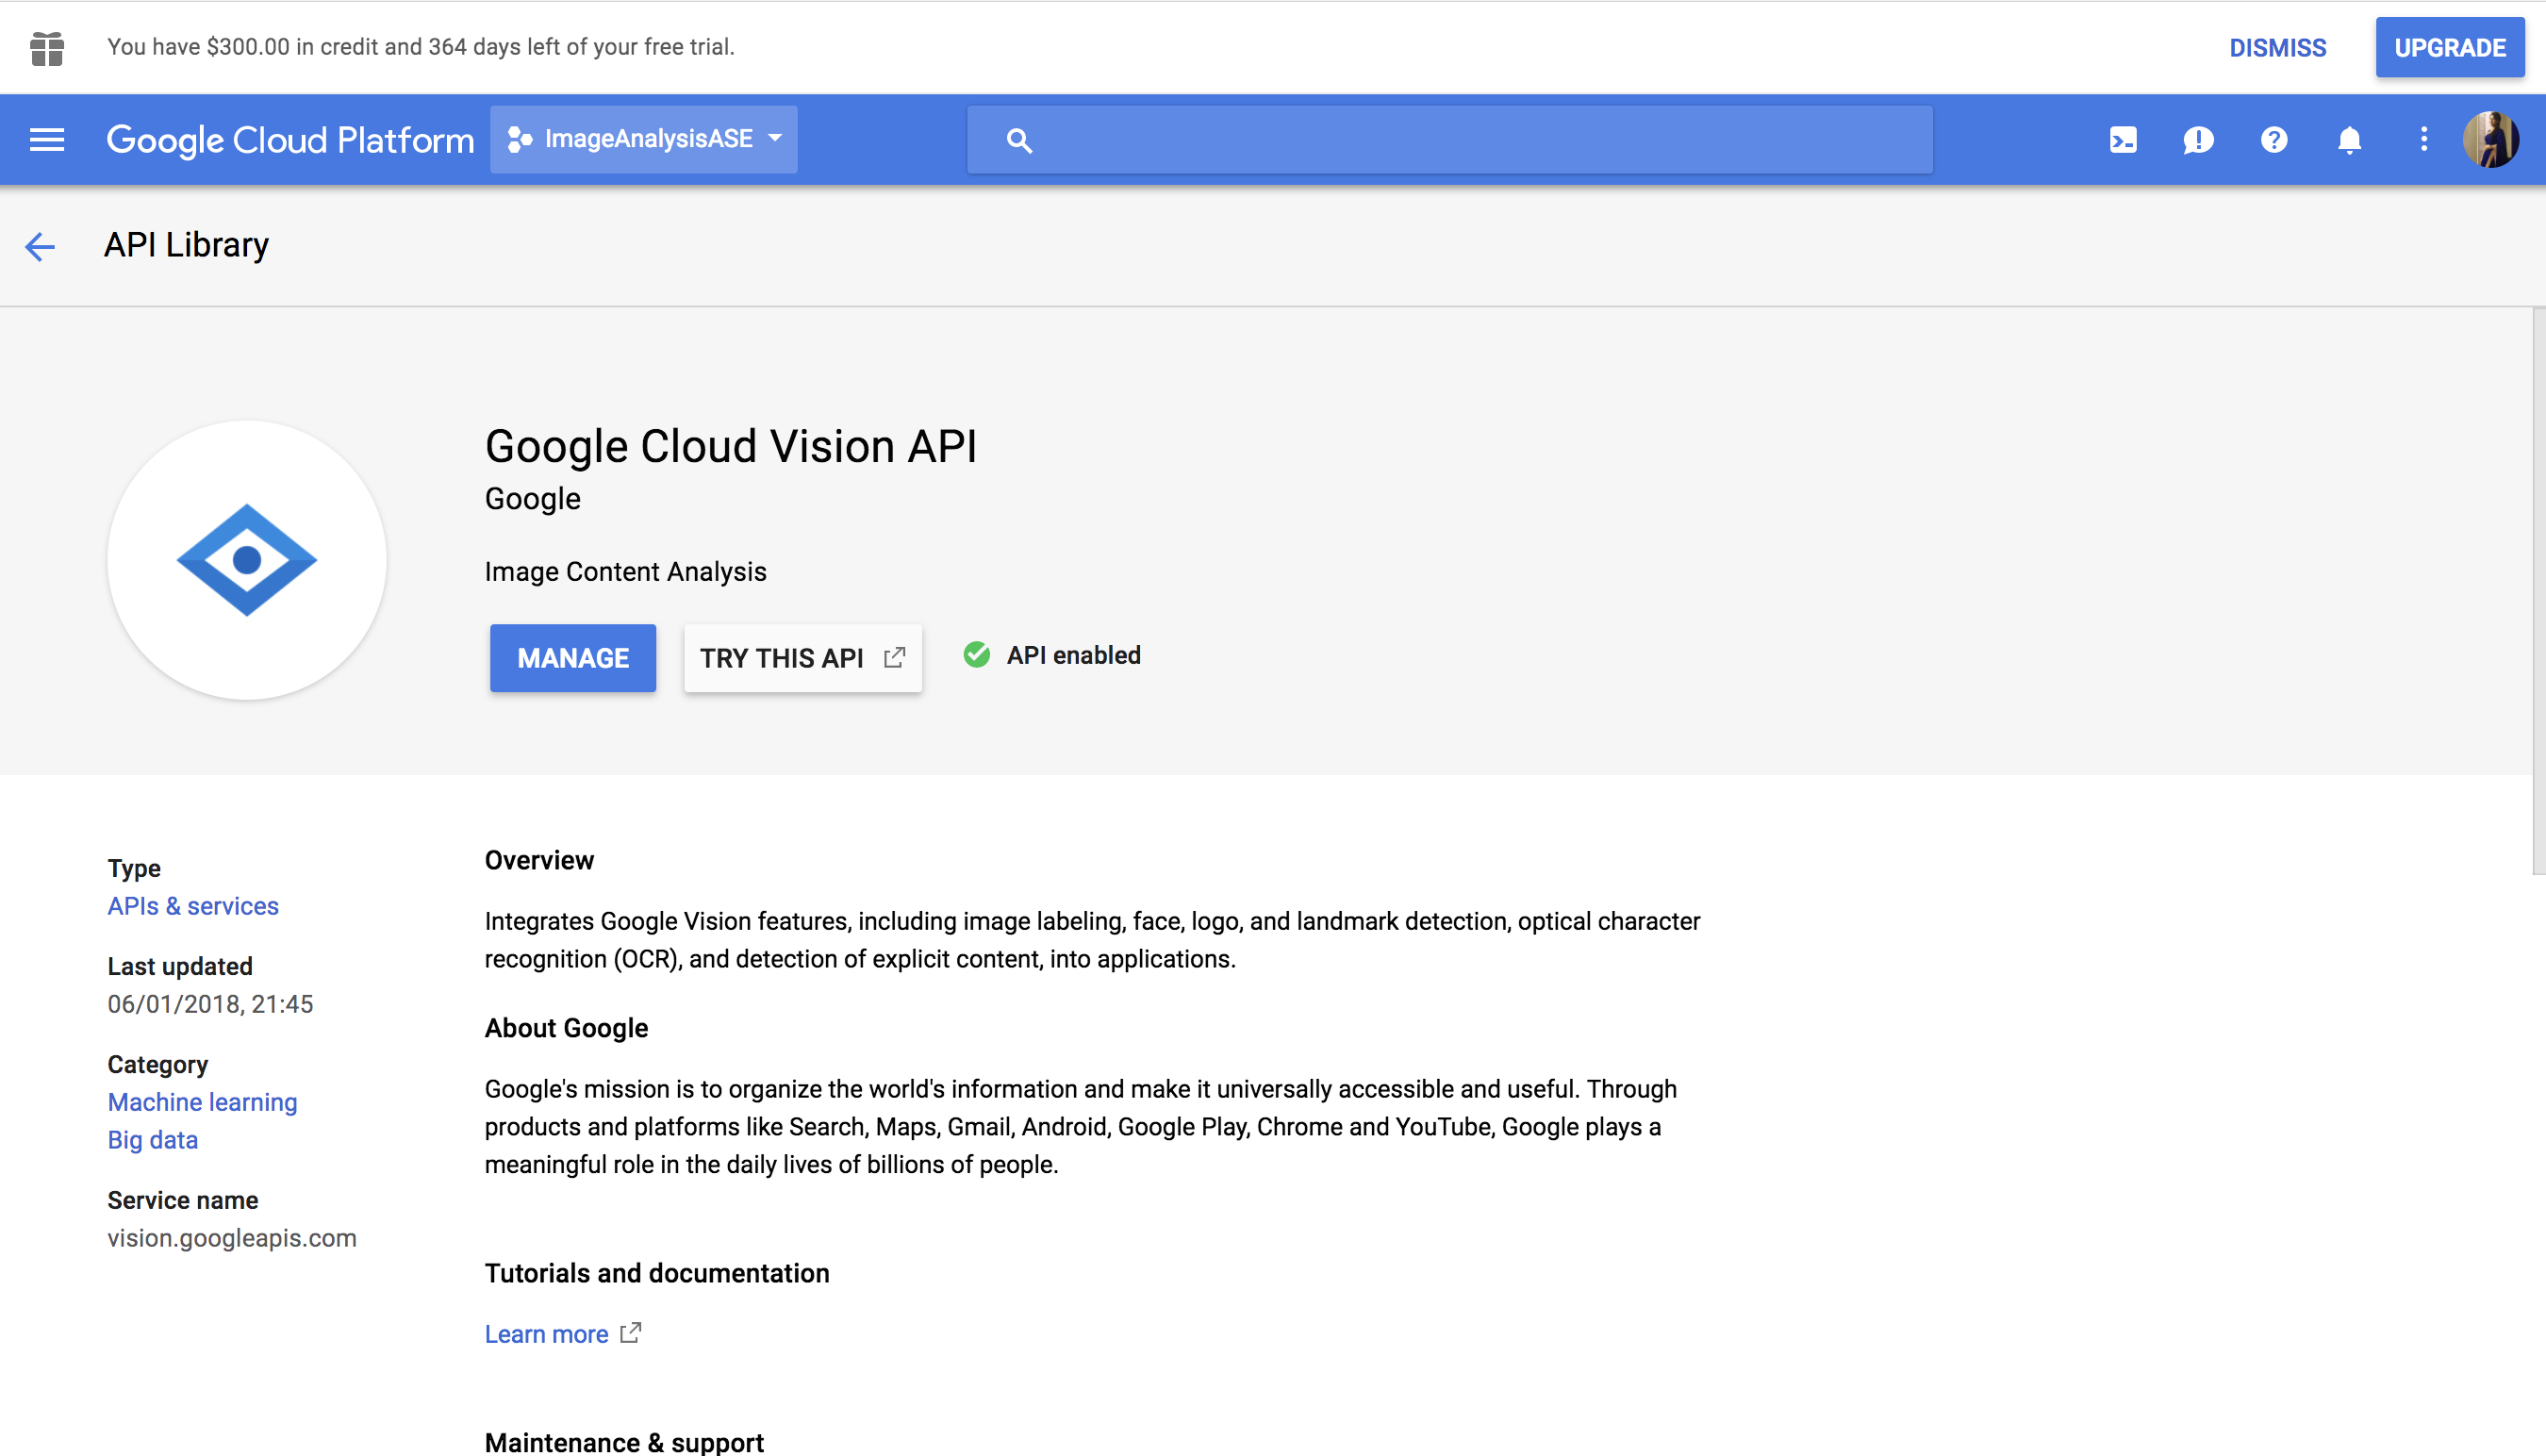 You have $300.00 in credit and 364 days left of your free trial.
DISMISS
UPGRADE
Google Cloud Platform
ImageAnalysisASE
API Library
Google Cloud Vision API
Google
Image Content Analysis
MANAGE
TRY THIS API
API enabled
Type
APIs & services
Last updated
06/01/2018, 21:45
Category
Machine learning
Big data
Service name
vision.googleapis.com
Overview
Integrates Google Vision features, including image labeling, face, logo, and landmark detection, optical character
recognition (OCR), and detection of explicit content, into applications.
About Google
Google's mission is to organize the world's information and make it universally accessible and useful. Through
products and platforms like Search, Maps, Gmail, Android, Google Play, Chrome and YouTube, Google plays a
meaningful role in the daily lives of billions of people.
Tutorials and documentation
Learn more
Maintenance & support